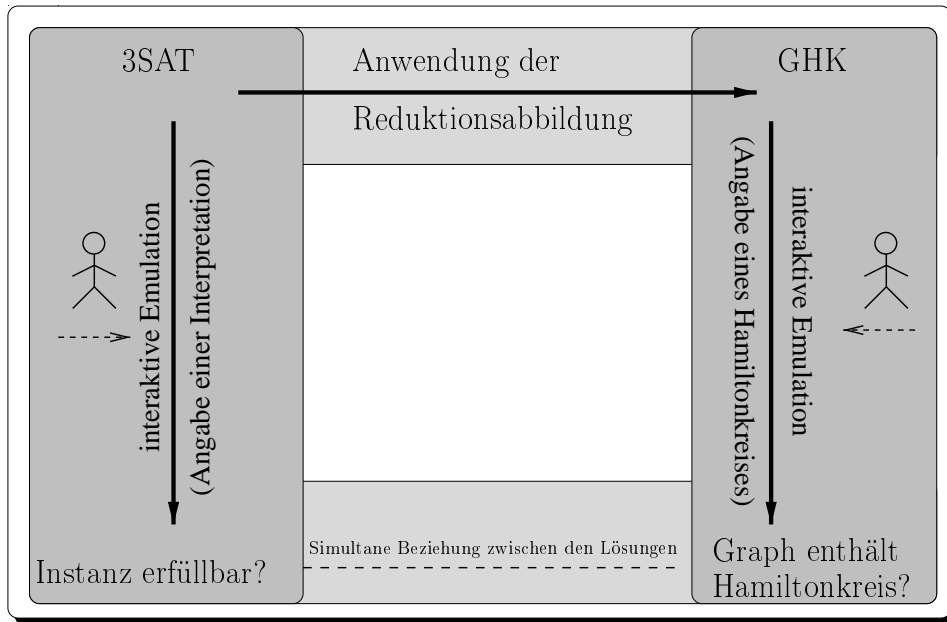 3SAT
Anwendung der
Reduktionsabbildung
GHK
interaktive Emulation
(Angabe einer Interpretation)
(Angabe eines Hamiltonkreises)
interaktive Emulation
Instanz erfüllbar?
Simultane Beziehung zwischen den Lösungen
Graph enthält
Hamiltonkreis?